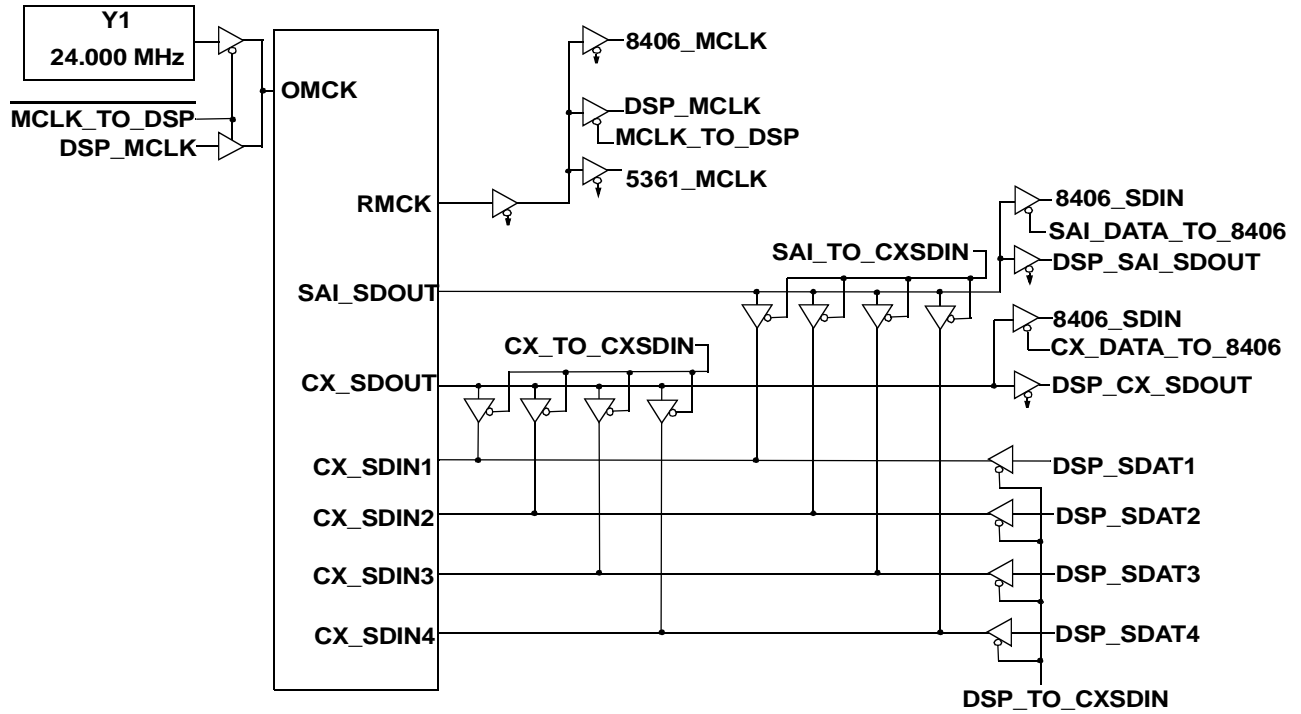 Y1
24.000 MHz
MCLK_TO_DSP
DSP_MCLK
OMCK
RMCK
SAI_SDOUT
CX_SDOUT
CX_SDIN1
CX_SDIN2
CX_SDIN3
CX_SDIN4
8406_MCLK
DSP_MCLK
MCLK_TO_DSP
5361_MCLK
SAI_TO_CXSDIN
CX_TO_CXSDIN
8406_SDIN
SAI_DATA_TO_8406
DSP_SAI_SDOUT
8406_SDIN
CX_DATA_TO_8406
DSP_CX_SDOUT
DSP_SDAT1
DSP_SDAT2
DSP_SDAT3
DSP_SDAT4
DSP_TO_CXSDIN